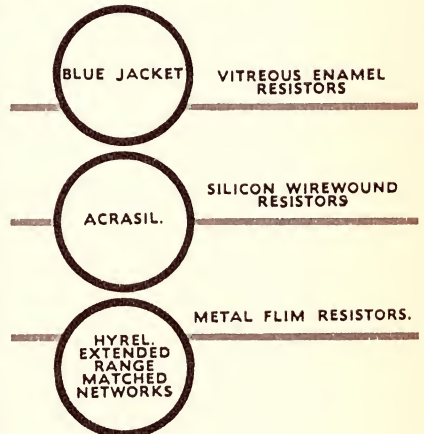 BLUE JACKET
VITREOUS ENAMEL
RESISTORS
ACRASIL.
SILICON WIREWOUND
RESISTORS
METAL FLIM RESISTORS.
HYREL.
EXTENDED
RANGE
MATCHED
NETWORKS